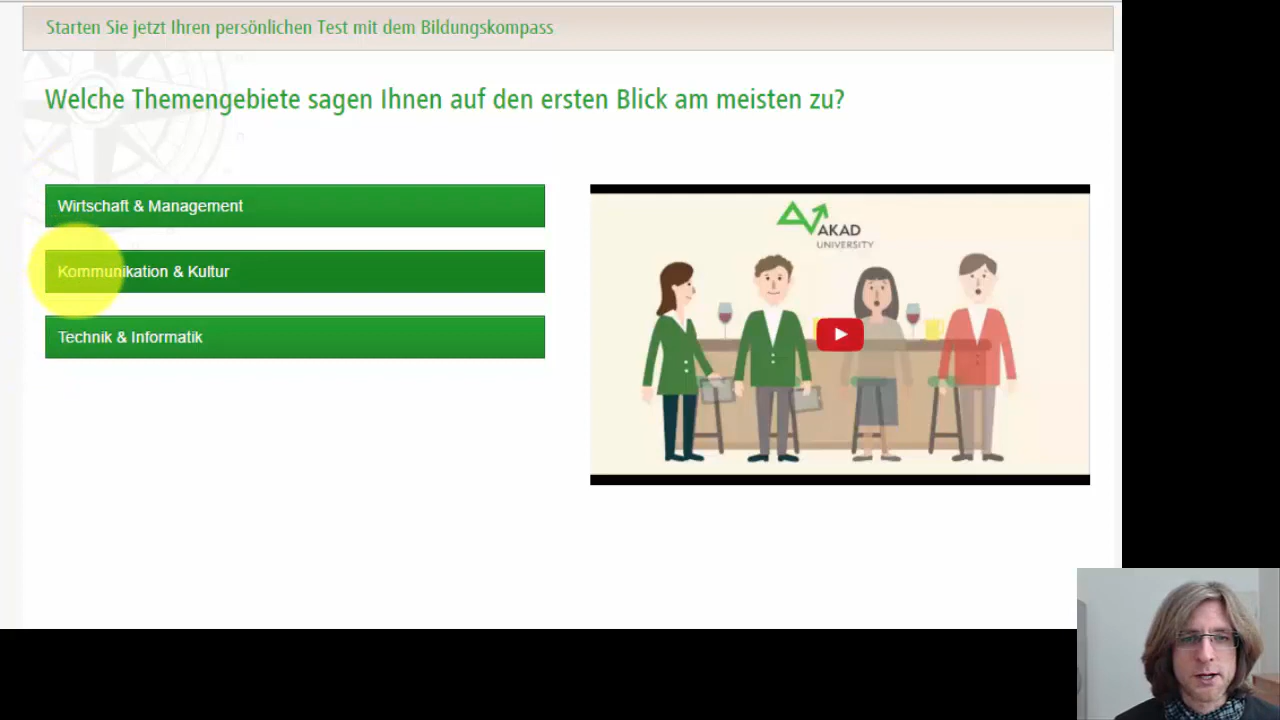 Starten Sie jetzt Ihren persönlichen Test mit dem Bildungskompass
Welche Themengebiete sagen Ihnen auf den ersten Blick am meisten zu?
Wirtschaft & Management
Kommunikation & Kultur
Technik & Informatik
AKAD
UNIVERSITY